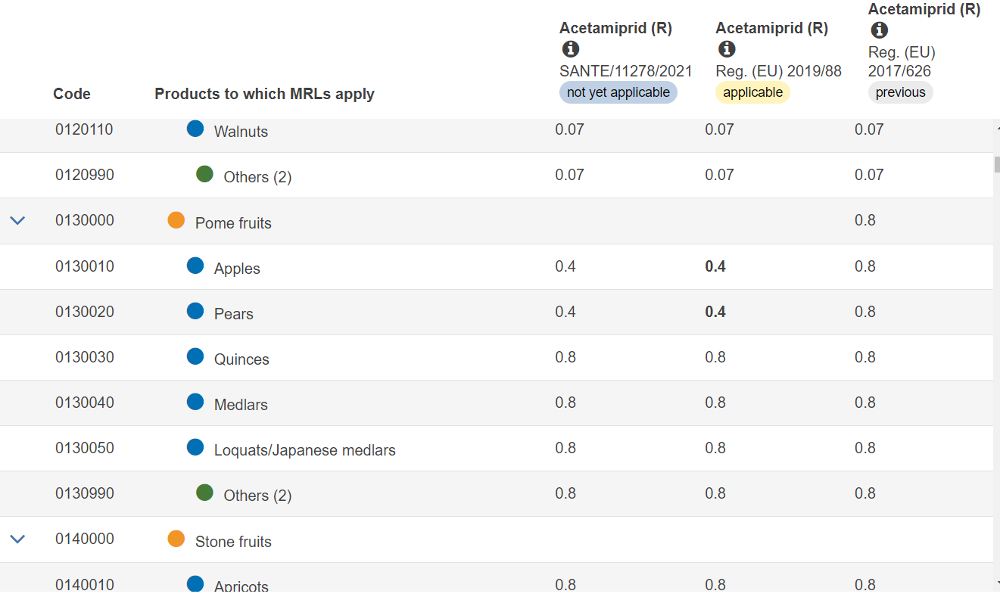 Acetamiprid (R)
Acetamiprid (R)
Acetamiprid (R)
SANTE/11278/2021
Reg. (EU) 2019/88
Reg. (EU)
2017/626
not yet applicable
applicable
previous
Code Products to which MRLs apply
0120110 Walnuts 0.07 0.07 0.07
0120990 Others (2) 0.07 0.07 0.07
0130000 Pome fruits 0.8
0130010 Apples 0.4 0.4 0.8
0130020 Pears 0.4 0.4 0.8
0130030 Quinces 0.8 0.8 0.8
0130040 Medlars 0.8 0.8 0.8
0130050 Loquats/Japanese medlars 0.8 0.8 0.8
0130990 Others (2) 0.8 0.8 0.8
0140000 Stone fruits
0140010 Apricots 0.8 0.8 0.8